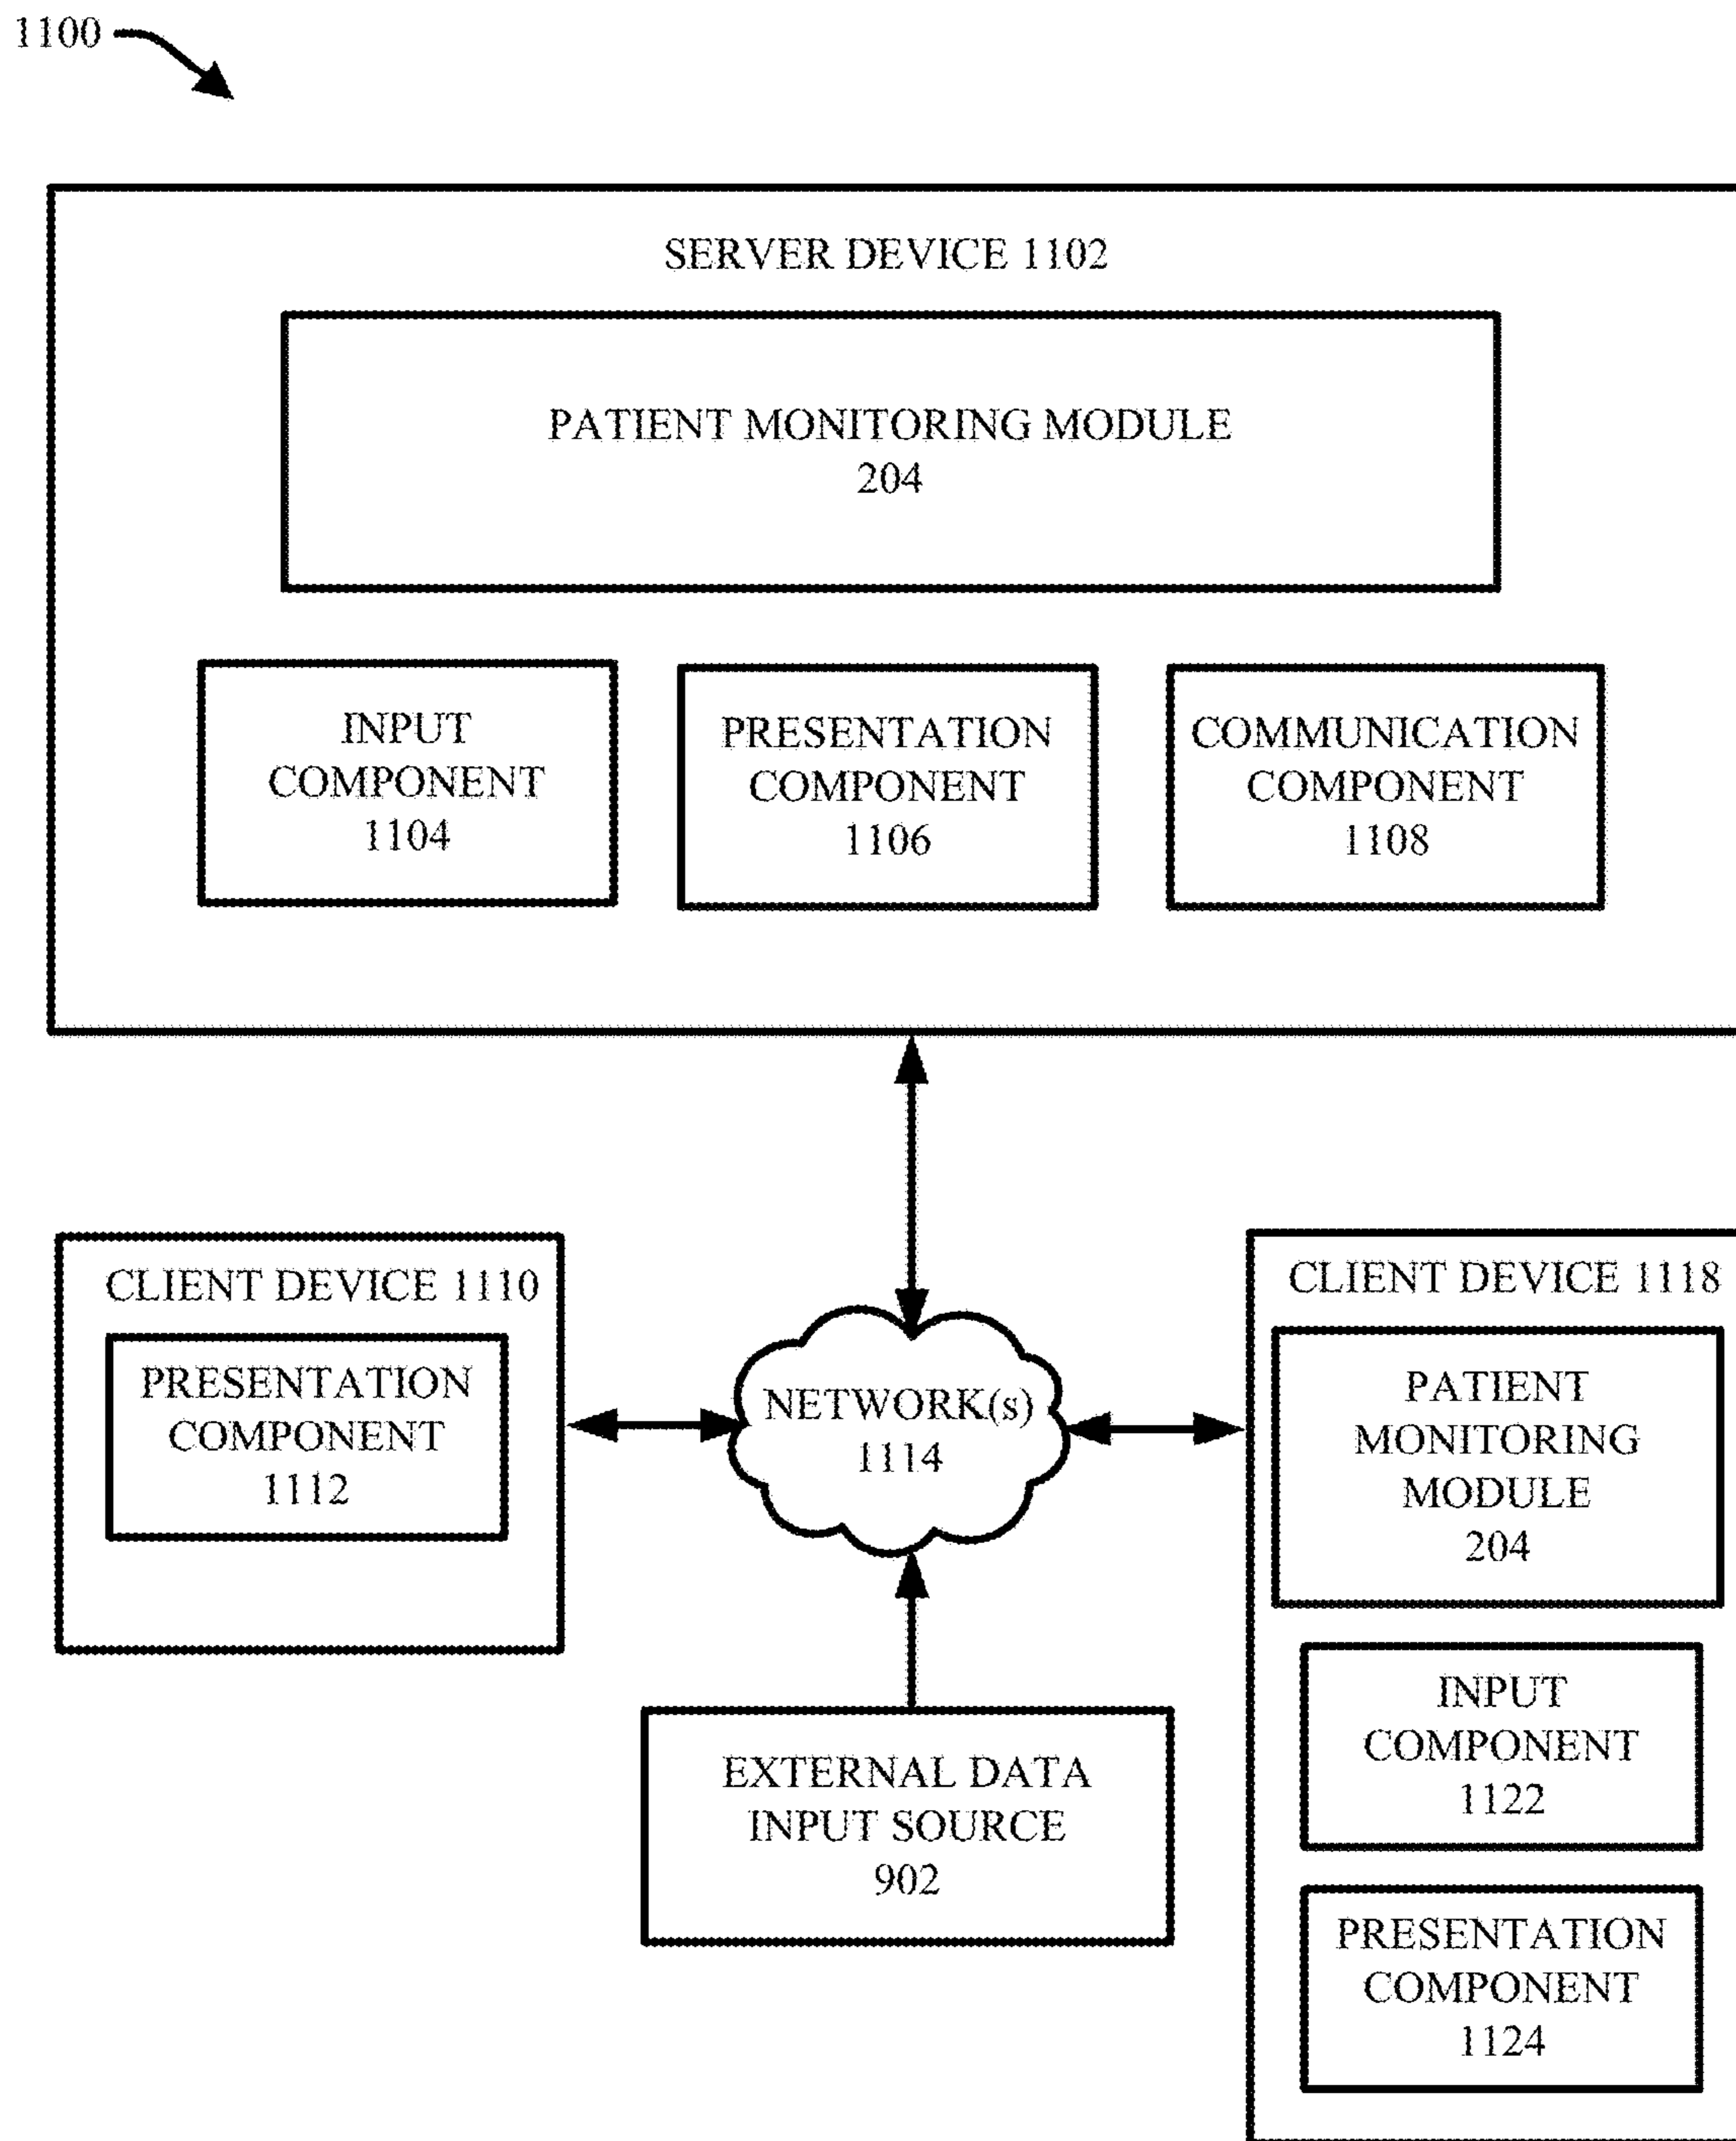 1100
SERVER DEVICE 1102
PATIENT MONITORING MODULE
204
INPUT
COMPONENT
1104
PRESENTATION
COMPONENT
1106
COMMUNICATION
COMPONENT
1108
CLIENT DEVICE 1110
PRESENTATION
COMPONENT
1112
NETWORK(s)
1114
CLIENT DEVICE 1118
PATIENT
MONITORING
MODULE
204
INPUT
COMPONENT
1122
PRESENTATION
COMPONENT
1124
EXTERNAL DATA
INPUT SOURCE
902